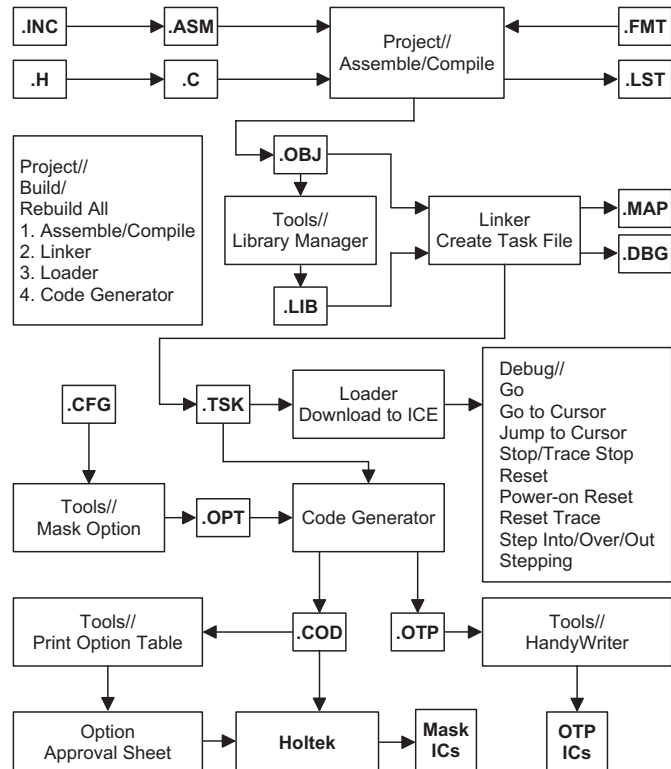 .INC
.ASM
Project//
Assemble/Compile
.FMT
.H
.C
.LST
.OBJ
Project//
Build/
Rebuild All
1. Assemble/Compile
2. Linker
3. Loader
4. Code Generator
Tools//
Library Manager
Linker
Create Task File
.MAP
.DBG
.LIB
.CFG
.TSK
Loader
Download to ICE
Debug//
Go
Go to Cursor
Jump to Cursor
Stop/Trace Stop
Reset
Power-on Reset
Reset Trace
Step Into/Over/Out
Stepping
Tools//
Mask Option
.OPT
Code Generator
Tools//
Print Option Table
.COD
.OTP
Tools//
HandyWriter
Option
Approval Sheet
Holtek
Mask
ICs
OTP
ICs